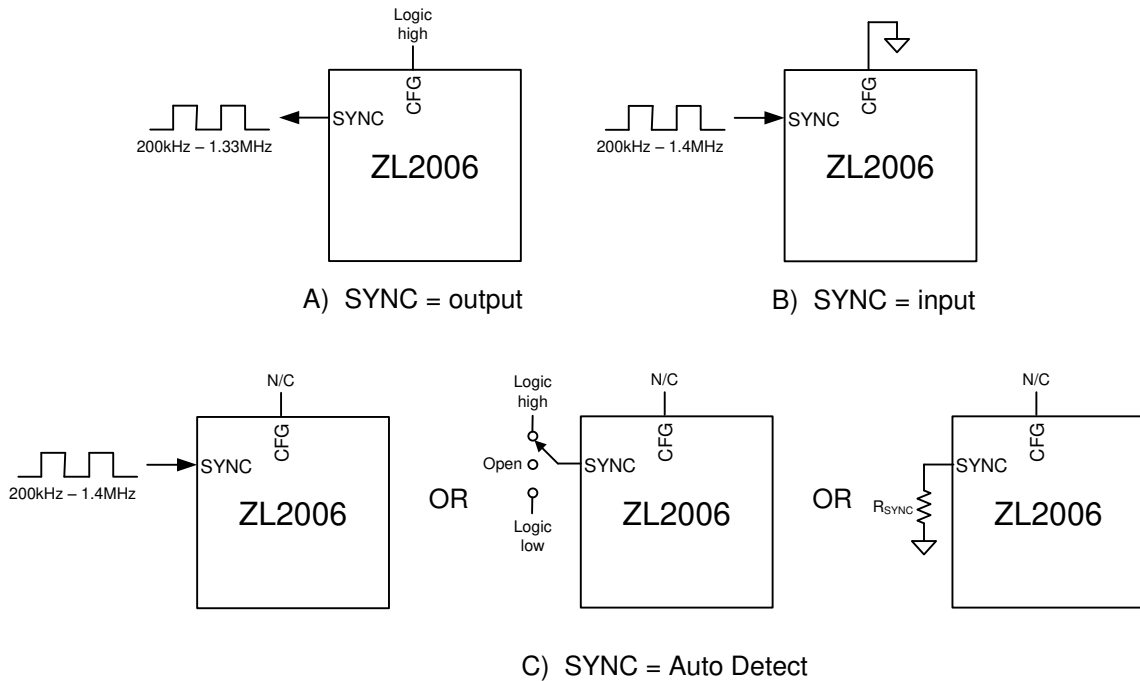 Logic
high
CFG
SYNC
200kHz – 1.33MHz
ZL2006
A) SYNC = output
CFG
SYNC
200kHz – 1.4MHz
ZL2006
B) SYNC = input
N/C
CFG
SYNC
200kHz – 1.4MHz
ZL2006
OR
Logic
high
Open
Logic
low
N/C
CFG
SYNC
ZL2006
OR
N/C
CFG
SYNC
RSYNC
ZL2006
C) SYNC = Auto Detect